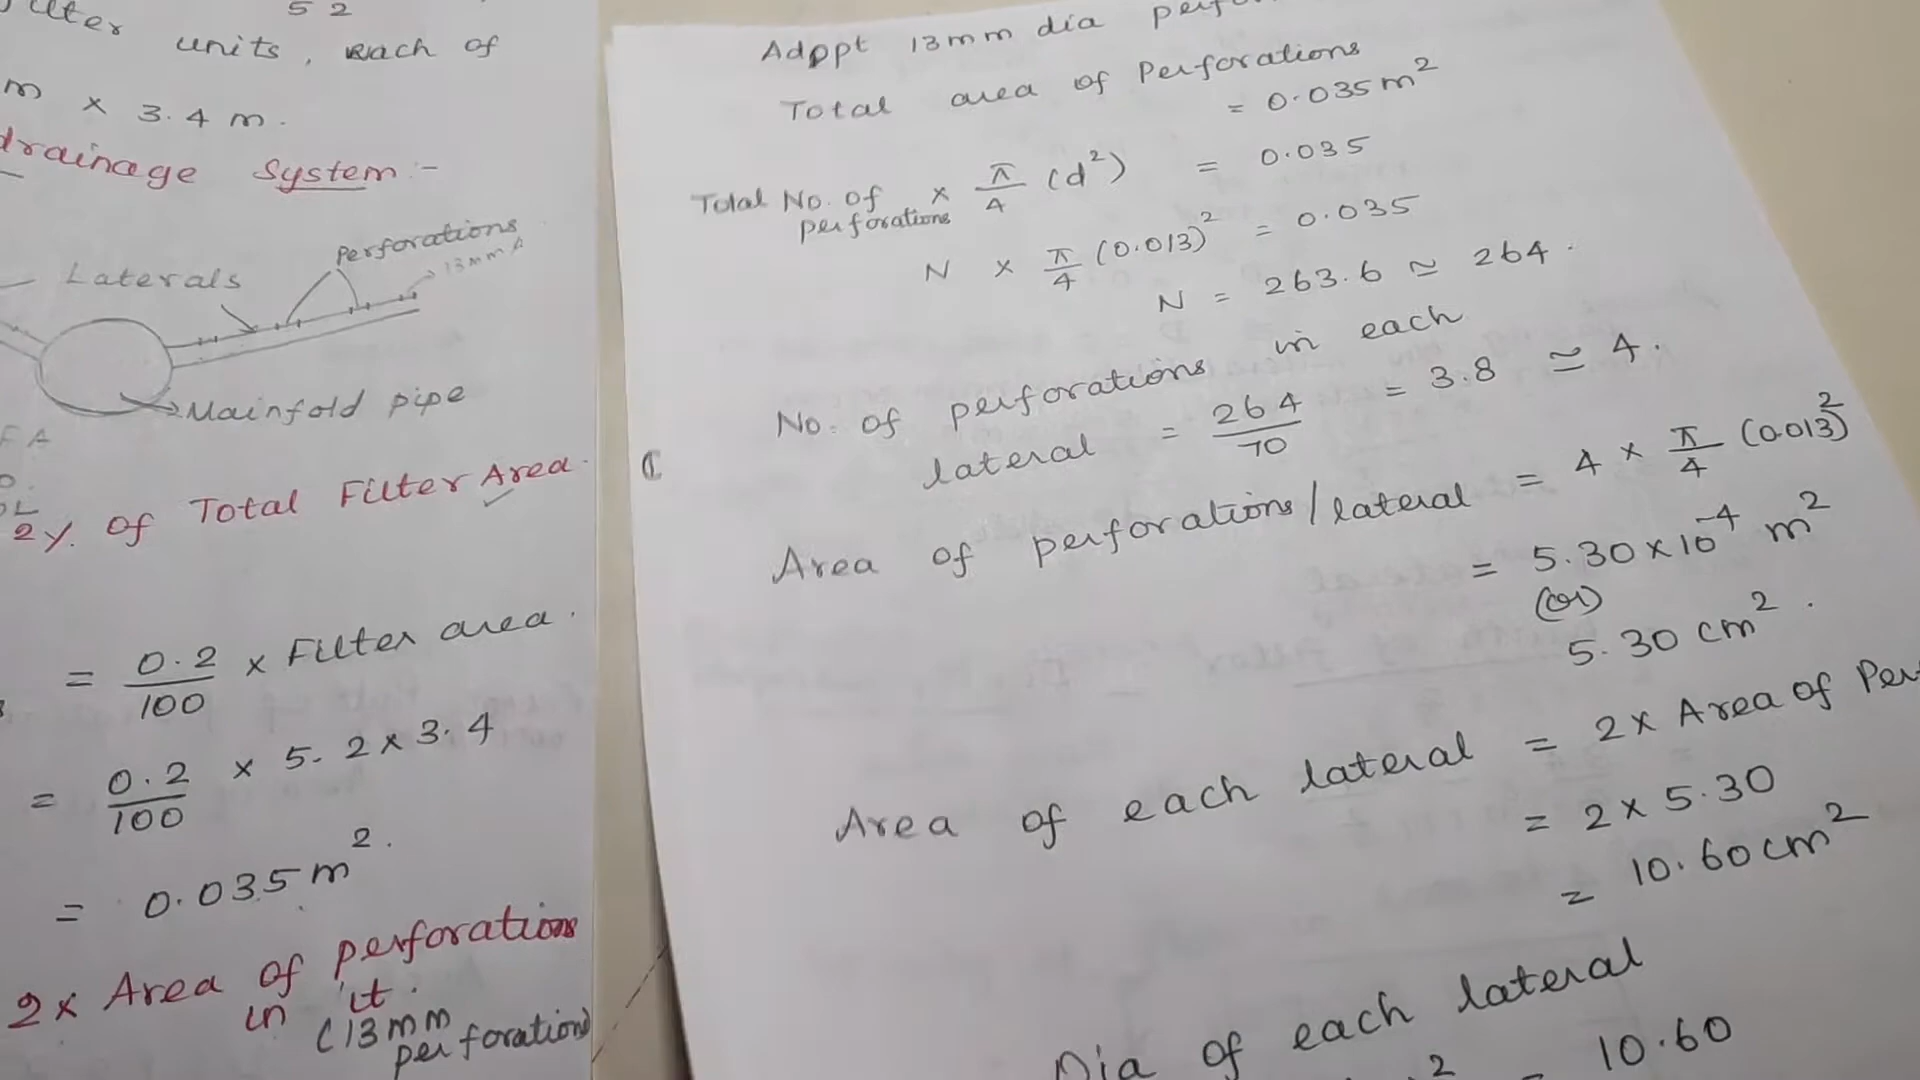 5 2
units, each of
m x 3.4 m.
drainage System :-
Perforations
13mm
Laterals
Mainfold pipe
2%. of Total Filter Area.
= 0.2/100 x Filter area.
= 0.2/100 x 5.2 x 3.4
= 0.035 m².
2x Area of perforations
in it.
(13mm
perforation)
Adopt 13mm dia
Total area of Perforations
= 0.035 m²
Total No. of perforations x π/4 (d²) = 0.035
N x π/4 (0.013)² = 0.035
N = 263.6 ≃ 264.
No. of perforations in each
lateral = 264/70 = 3.8 ≃ 4.
Area of perforations/lateral = 4 x π/4 (0.013)²
= 5.30 x 10⁻⁴ m²
(or)
5.30 cm².
Area of each lateral = 2 x Area of Per
= 2 x 5.30
= 10.60 cm²
Dia of each lateral
2 = 10.60